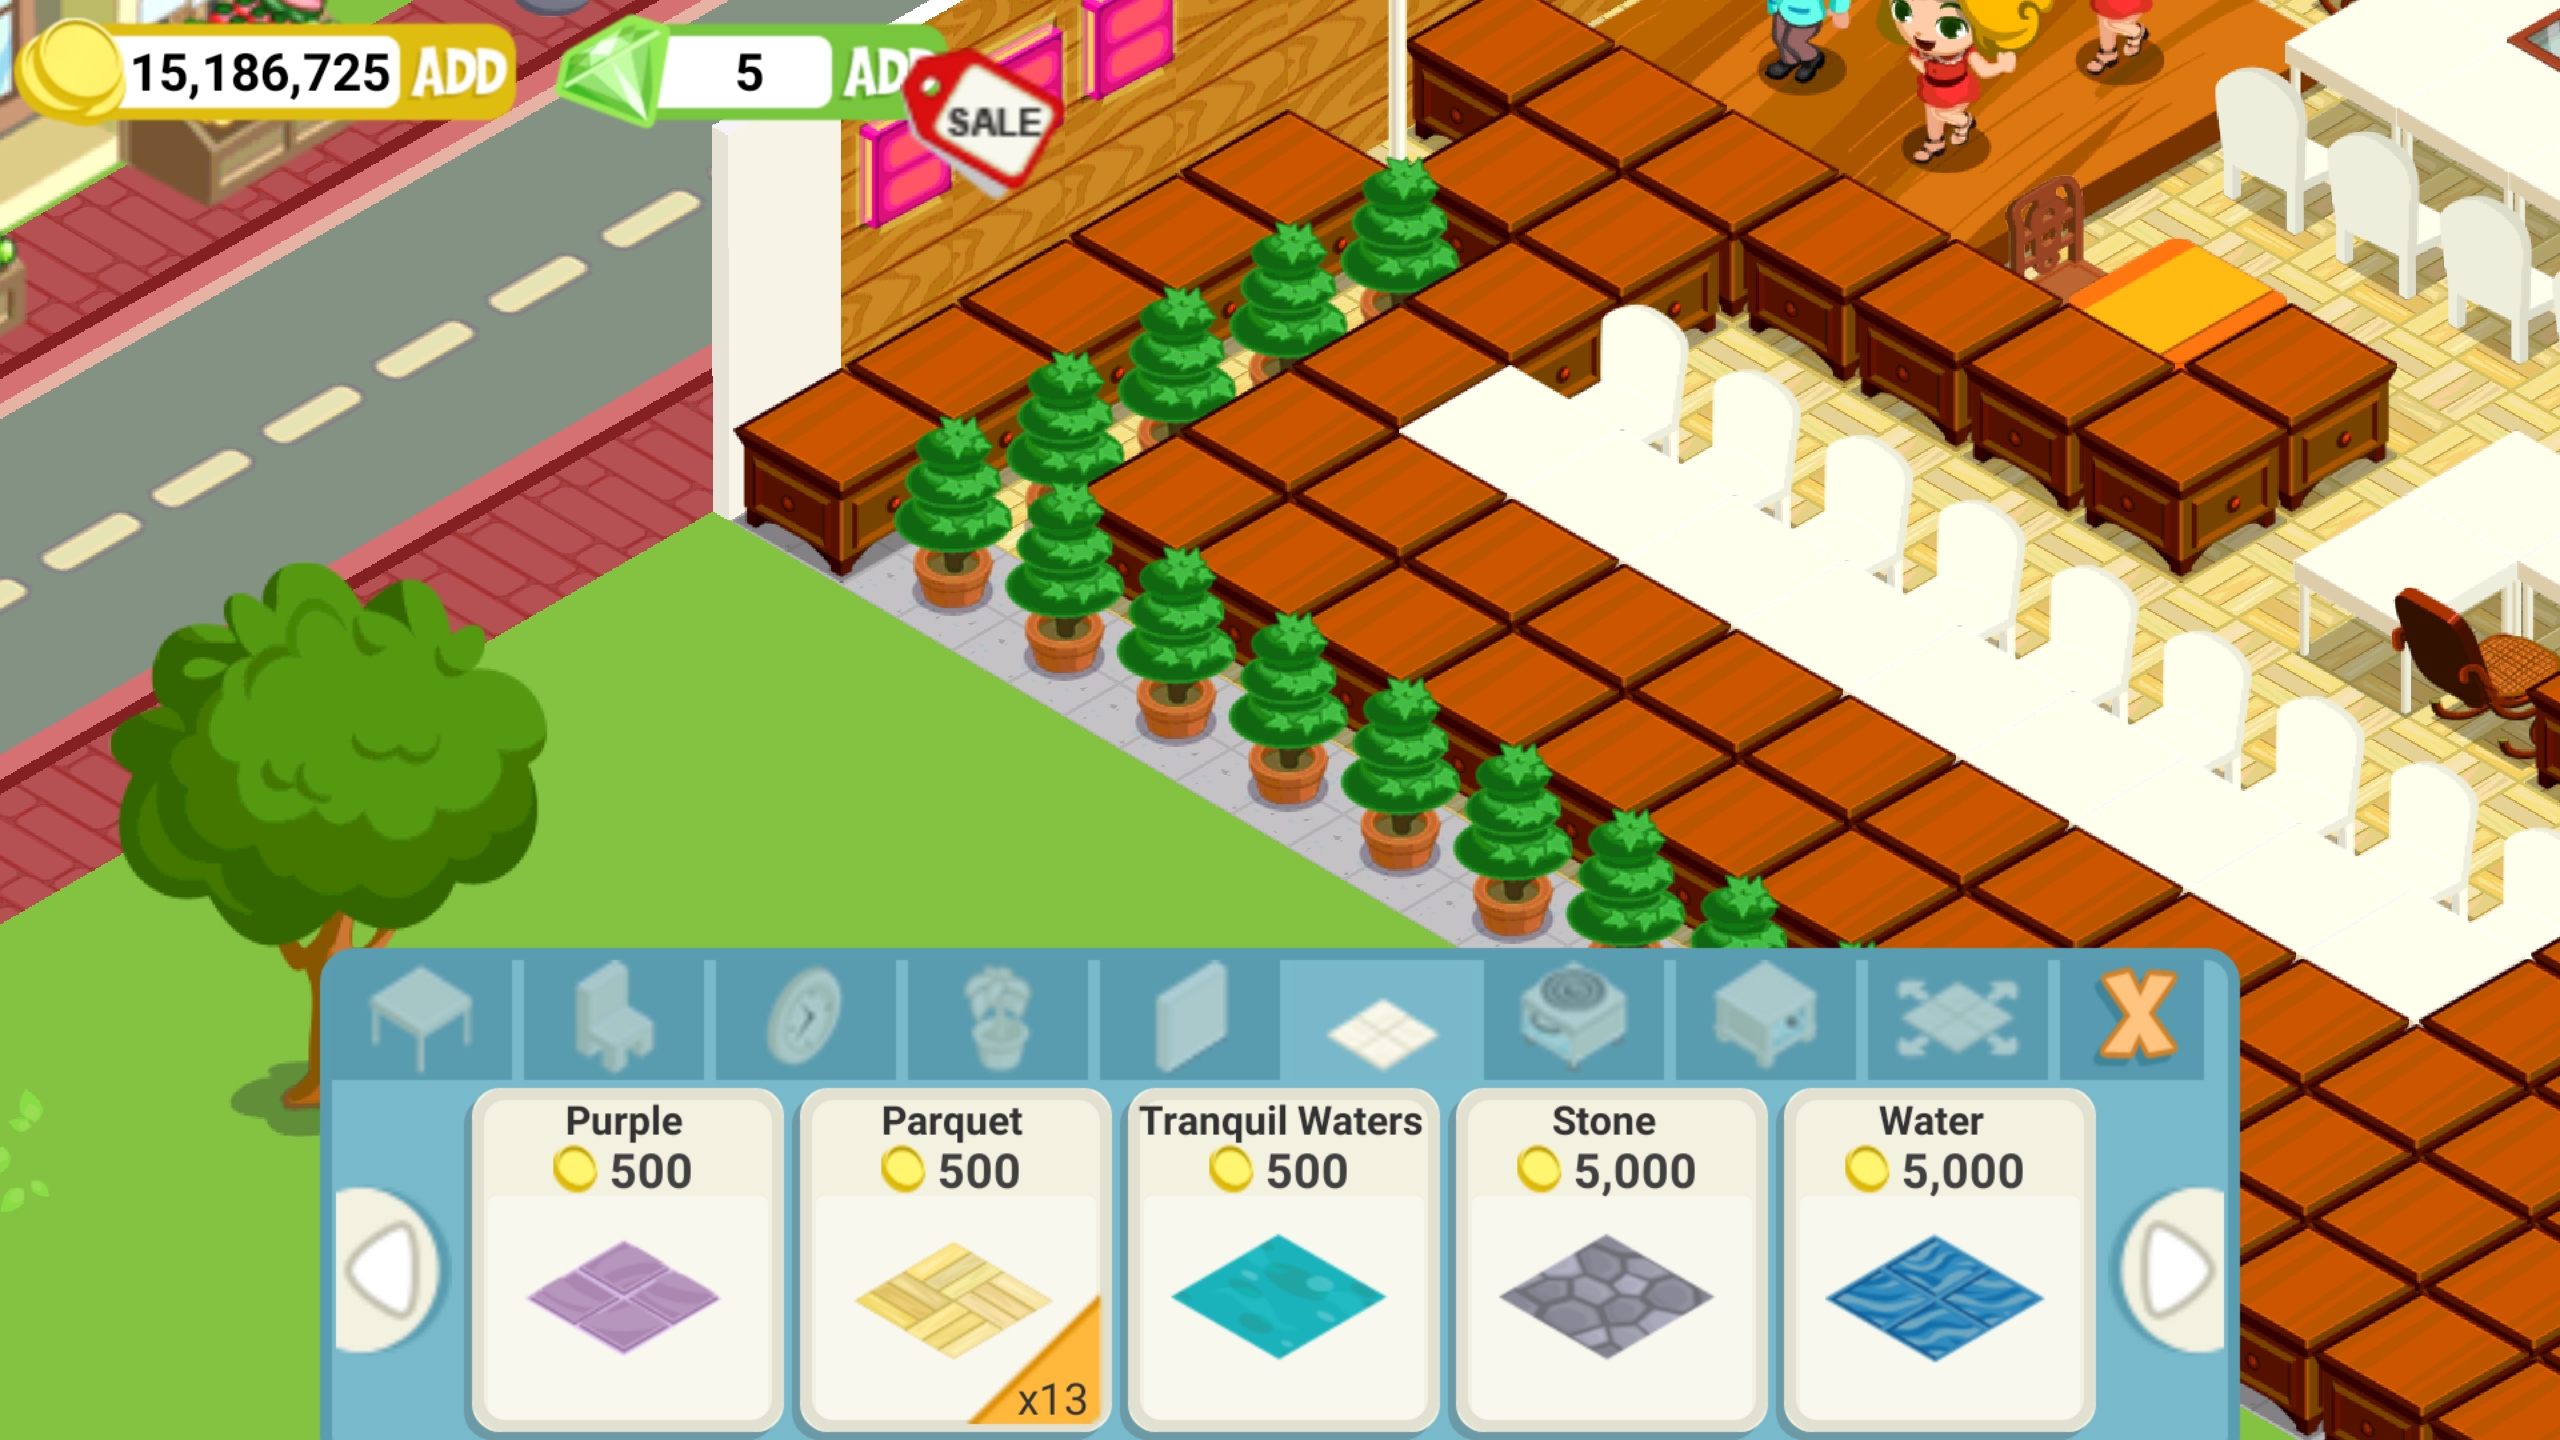 15,186,725 ADD
5 ADD
SALE
Purple
500
Parquet
500
x13
Tranquil Waters
500
Stone
5,000
Water
5,000
X